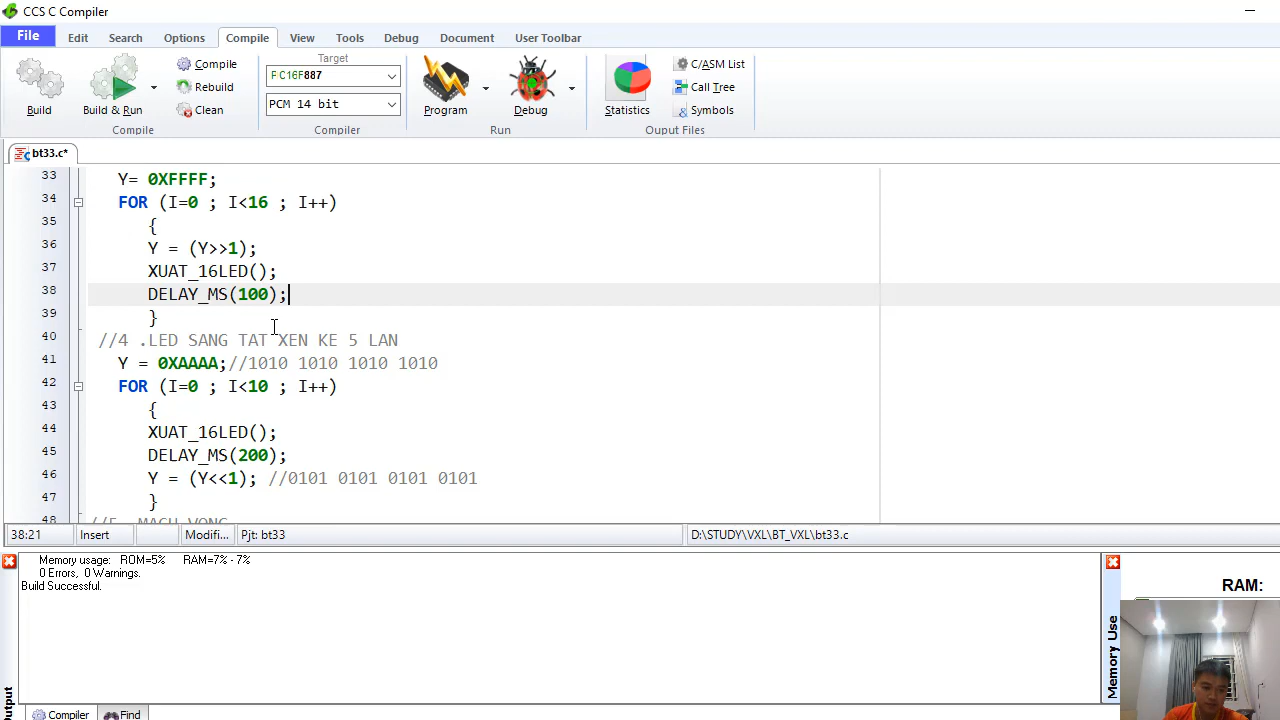 CCS C Compiler
File Edit Search Options Compile View Tools Debug Document User Toolbar
Build
Build & Run
Compile
Rebuild
Clean
Compile
Target
PIC16F887
PCM 14 bit
Compiler
Program
Debug
Run
Statistics
C/ASM List
Call Tree
Symbols
Ouput Files
bt33.c*
33 Y= 0XFFFF;
34 FOR (I=0 ; I<16 ; I++)
35 {
36 Y = (Y>>1);
37 XUAT_16LED();
38 DELAY_MS(100);
39 }
40 //4 .LED SANG TAT XEN KE 5 LAN
41 Y = 0XAAAA;//1010 1010 1010 1010
42 FOR (I=0 ; I<10 ; I++)
43 {
44 XUAT_16LED();
45 DELAY_MS(200);
46 Y = (Y<<1); //0101 0101 0101 0101
47 }
48 //5. MACH VONG
38:21 Insert Modifi... Pjt: bt33 D:\STUDY\VXL\BT_VXL\bt33.c
Memory usage: ROM=5% RAM=7% - 7%
0 Errors, 0 Warnings.
Build Successful.
Output
Compiler Find
Memory Use
RAM: